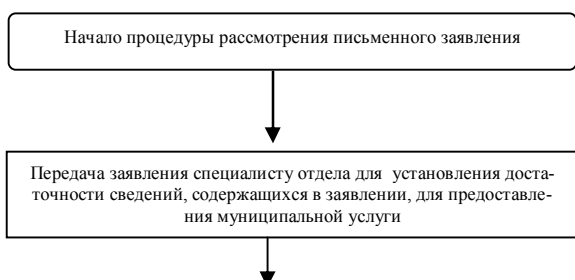 Начало процедуры рассмотрения письменного заявления
Передача заявления специалисту отдела для установления доста-
точности сведений, содержащихся в заявлении, для предоставле-
ния муниципальной услуги